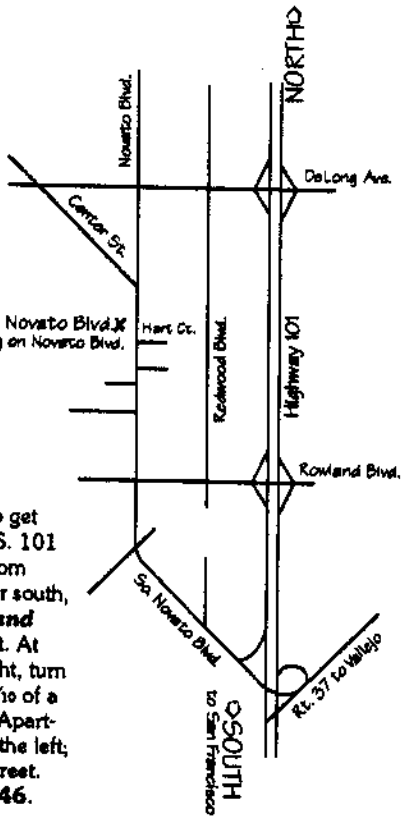 NORTH
Novato Blvd.
DeLong Ave.
Center St.
Novato Blvd. X
Hart Ct.
g on Novato Blvd.
Redwood Blvd.
Highway 101
Rowland Blvd.
o get
S. 101
om
r south,
and
t. At
ht, turn
/10 of a
Apart-
the left;
reet.
46.
So. Novato Blvd.
SOUTH
to San Francisco
Rt. 37 to Vallejo